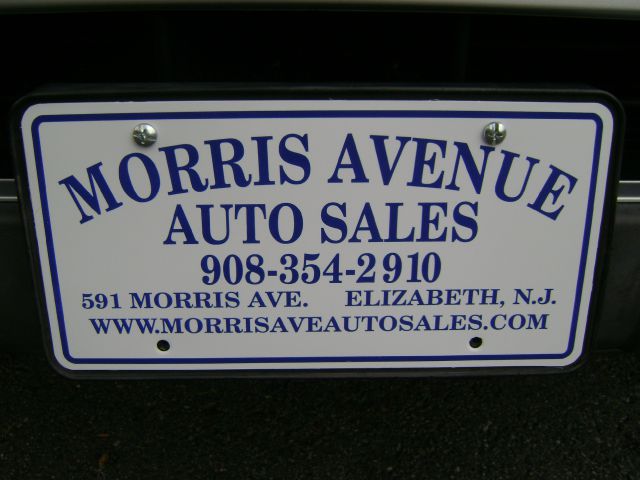 MORRIS AVENUE
AUTO SALES
908-354-2910
591 MORRIS AVE. ELIZABETH, N.J.
WWW.MORRISAVEAUTOSALES.COM